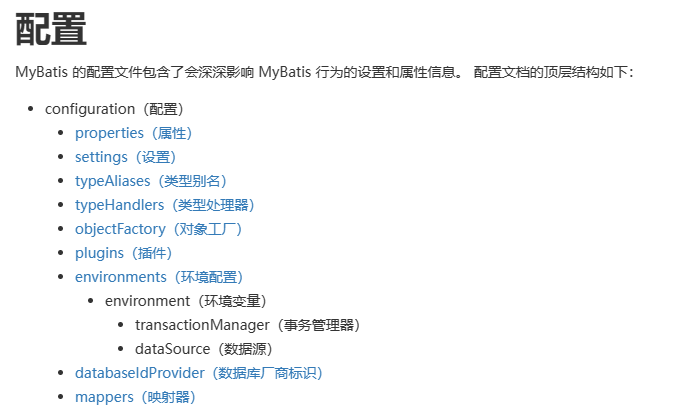 配置
MyBatis 的配置文件包含了会深深影响 MyBatis 行为的设置和属性信息。 配置文档的顶层结构如下：
configuration（配置）
properties（属性）
settings（设置）
typeAliases（类型别名）
typeHandlers（类型处理器）
objectFactory（对象工厂）
plugins（插件）
environments（环境配置）
environment（环境变量）
transactionManager（事务管理器）
dataSource（数据源）
databaseIdProvider（数据库厂商标识）
mappers（映射器）